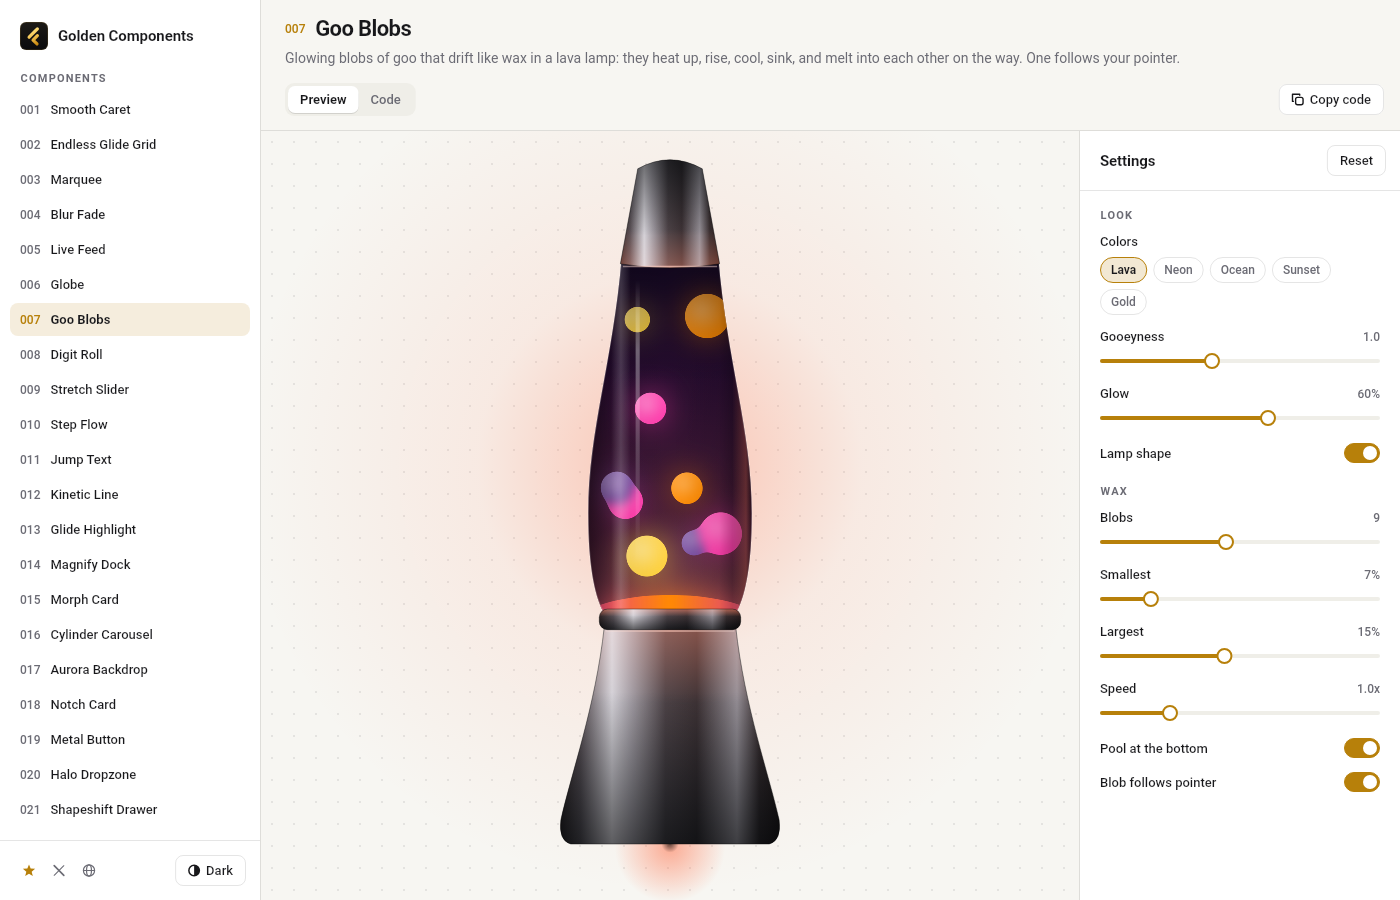 Golden Components
COMPONENTS
001 Smooth Caret
002 Endless Glide Grid
003 Marquee
004 Blur Fade
005 Live Feed
006 Globe
007 Goo Blobs
008 Digit Roll
009 Stretch Slider
010 Step Flow
011 Jump Text
012 Kinetic Line
013 Glide Highlight
014 Magnify Dock
015 Morph Card
016 Cylinder Carousel
017 Aurora Backdrop
018 Notch Card
019 Metal Button
020 Halo Dropzone
021 Shapeshift Drawer
Dark
007 Goo Blobs
Glowing blobs of goo that drift like wax in a lava lamp: they heat up, rise, cool, sink, and melt into each other on the way. One follows your pointer.
Preview Code
Copy code
Settings
Reset
LOOK
Colors
Lava Neon Ocean Sunset
Gold
Gooeyness 1.0
Glow 60%
Lamp shape
WAX
Blobs 9
Smallest 7%
Largest 15%
Speed 1.0x
Pool at the bottom
Blob follows pointer